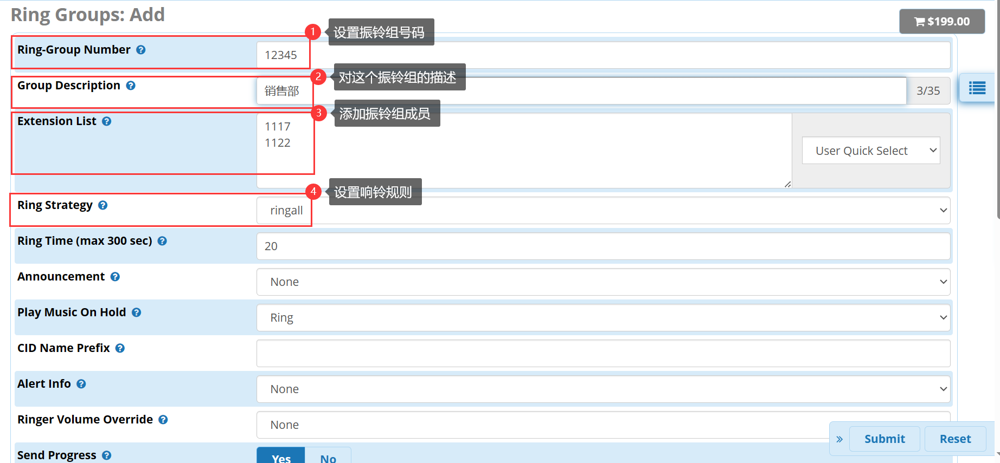 Ring Groups: Add
$199.00
1 设置振铃组号码
Ring-Group Number
12345
2 对这个振铃组的描述
Group Description
销售部
3/35
3 添加振铃组成员
Extension List
1117
1122
User Quick Select
4 设置响铃规则
Ring Strategy
ringall
Ring Time (max 300 sec)
20
Announcement
None
Play Music On Hold
Ring
CID Name Prefix
Alert Info
None
Ringer Volume Override
None
» Submit Reset
Send Progress
Yes No